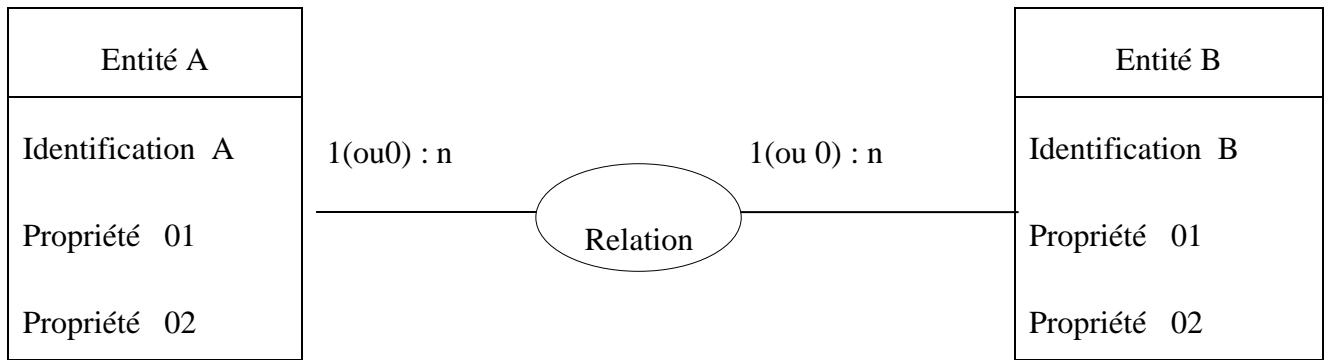 Entité A
Identification A
Propriété 01
Propriété 02
1(ou0) : n
Relation
1(ou 0) : n
Entité B
Identification B
Propriété 01
Propriété 02